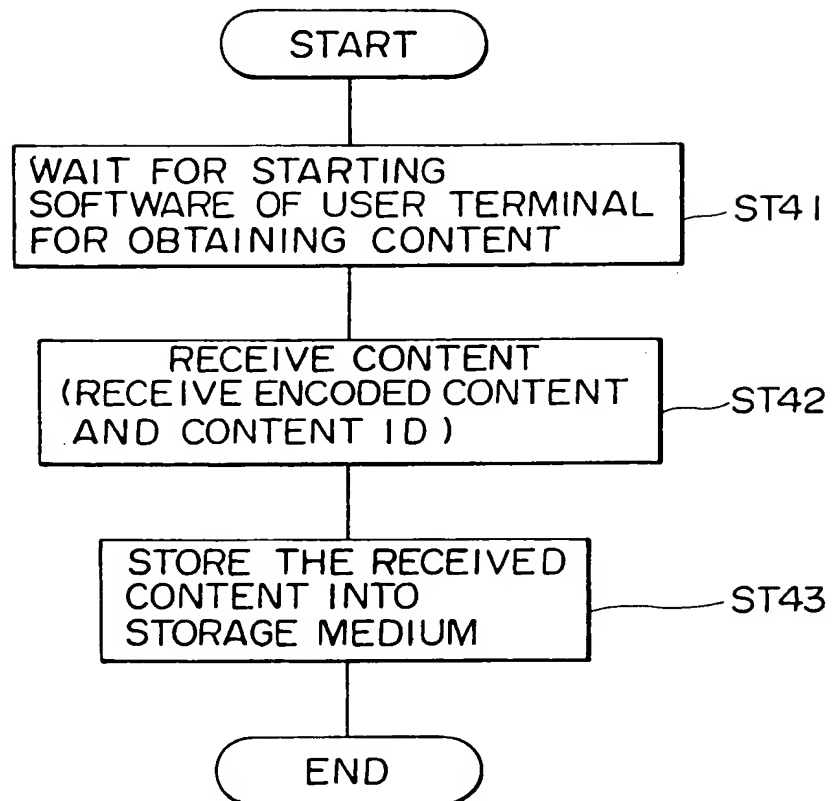 START
WAIT FOR STARTING
SOFTWARE OF USER TERMINAL
FOR OBTAINING CONTENT
ST41
RECEIVE CONTENT
(RECEIVE ENCODED CONTENT
AND CONTENT ID)
ST42
STORE THE RECEIVED
CONTENT INTO
STORAGE MEDIUM
ST43
END